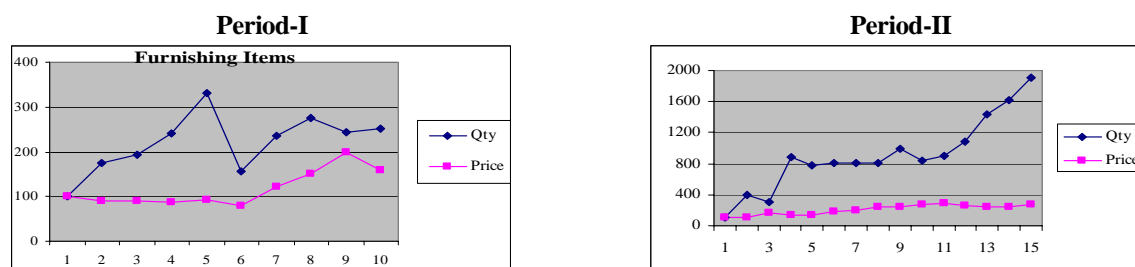 Period-I
Furnishing Items
400
300
200
100
0
1 2 3 4 5 6 7 8 9 10
Qty
Price
Period-II
2000
1600
1200
800
400
0
1 3 5 7 9 11 13 15
Qty
Price